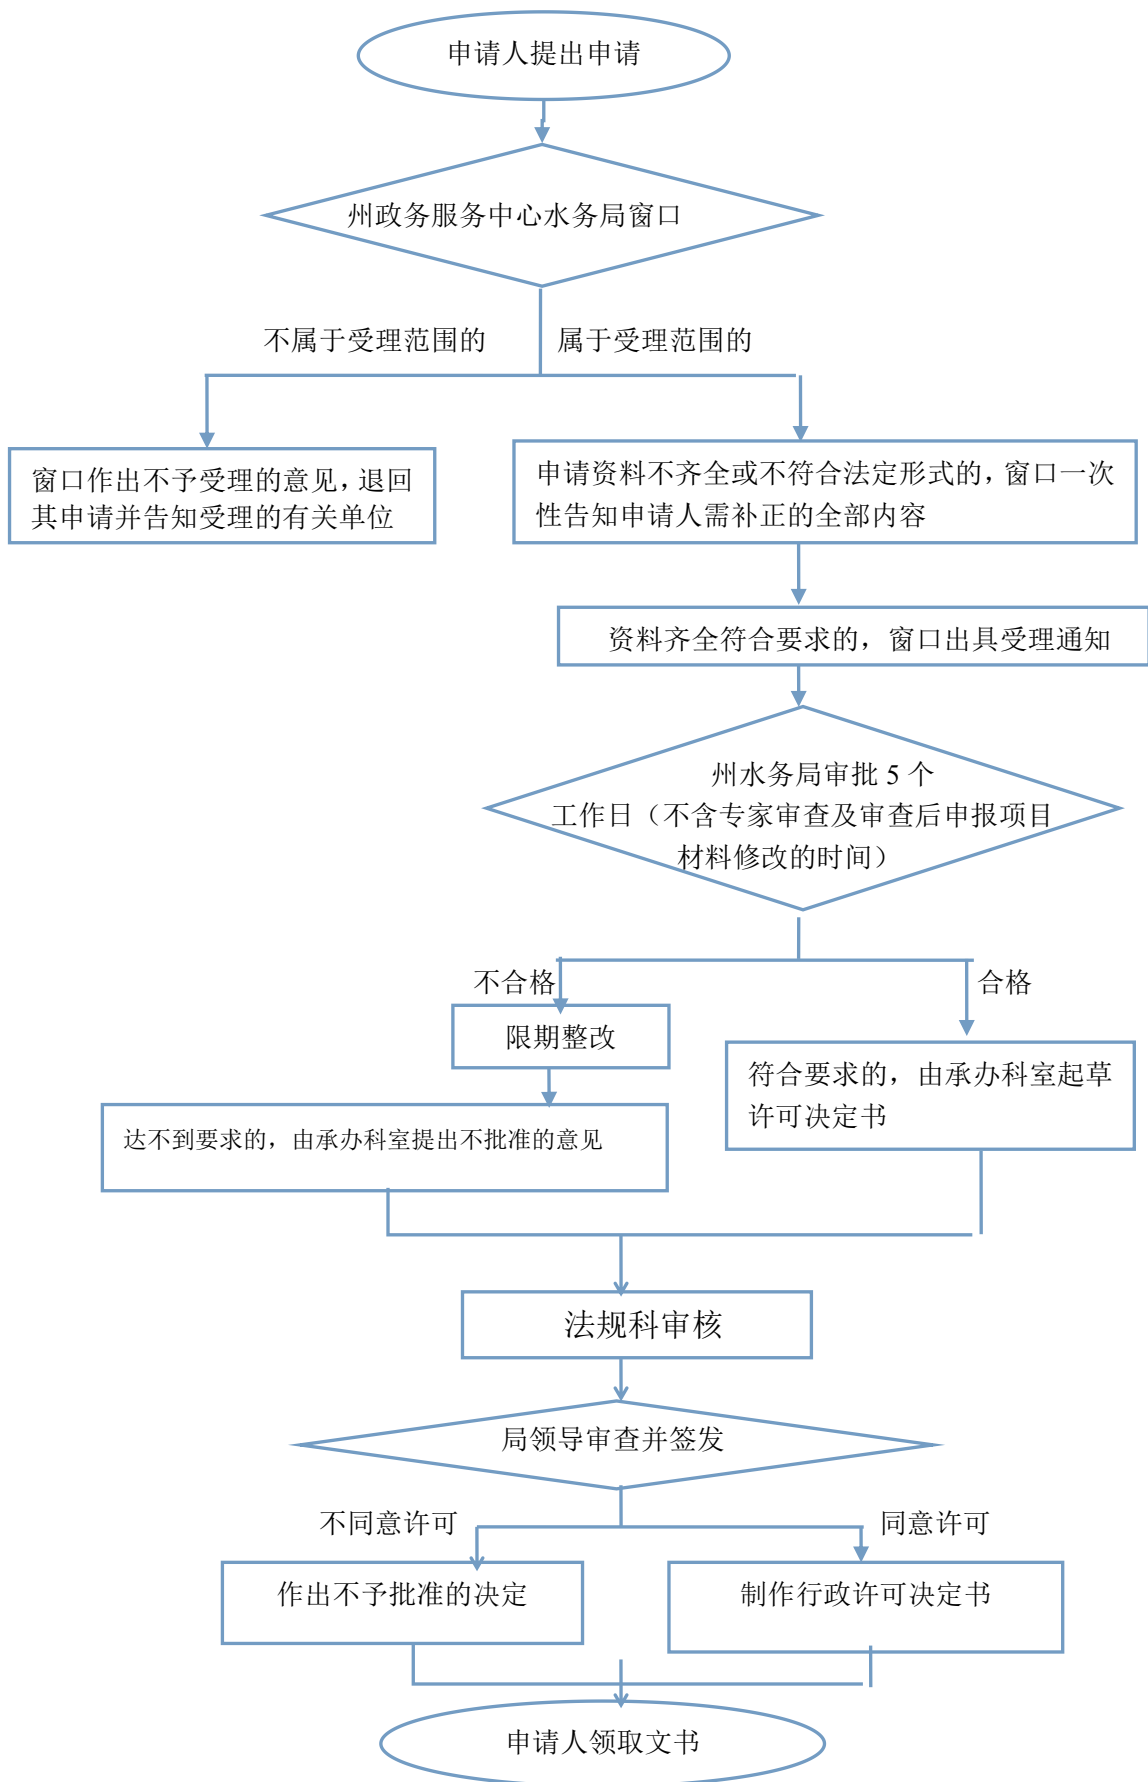 申请人提出申请
州政务服务中心水务局窗口
不属于受理范围的
属于受理范围的
窗口作出不予受理的意见，退回
其申请并告知受理的有关单位
申请资料不齐全或不符合法定形式的，窗口一次
性告知申请人需补正的全部内容
资料齐全符合要求的，窗口出具受理通知
州水务局审批 5 个
工作日（不含专家审查及审查后申报项目
材料修改的时间）
不合格
合格
限期整改
符合要求的，由承办科室起草
许可决定书
达不到要求的，由承办科室提出不批准的意见
法规科审核
局领导审查并签发
不同意许可
同意许可
作出不予批准的决定
制作行政许可决定书
申请人领取文书